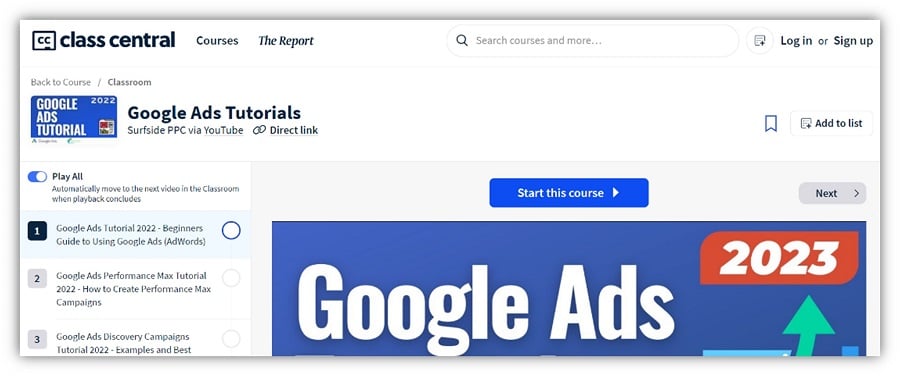 CC class central
Courses
The Report
Search courses and more...
Log in or Sign up
Back to Course / Classroom
GOOGLE 2022
ADS
TUTORIAL
Google Ads
Google Ads Tutorials
Surfside PPC via YouTube Direct link
Add to list
Play All
Automatically move to the next video in the Classroom
when playback concludes
Start this course
Next
1
Google Ads Tutorial 2022 - Beginners
Guide to Using Google Ads (AdWords)
2
Google Ads Performance Max Tutorial
2022 - How to Create Performance Max
Campaigns
3
Google Ads Discovery Campaigns
Tutorial 2022 - Examples and Best
2023
Google Ads